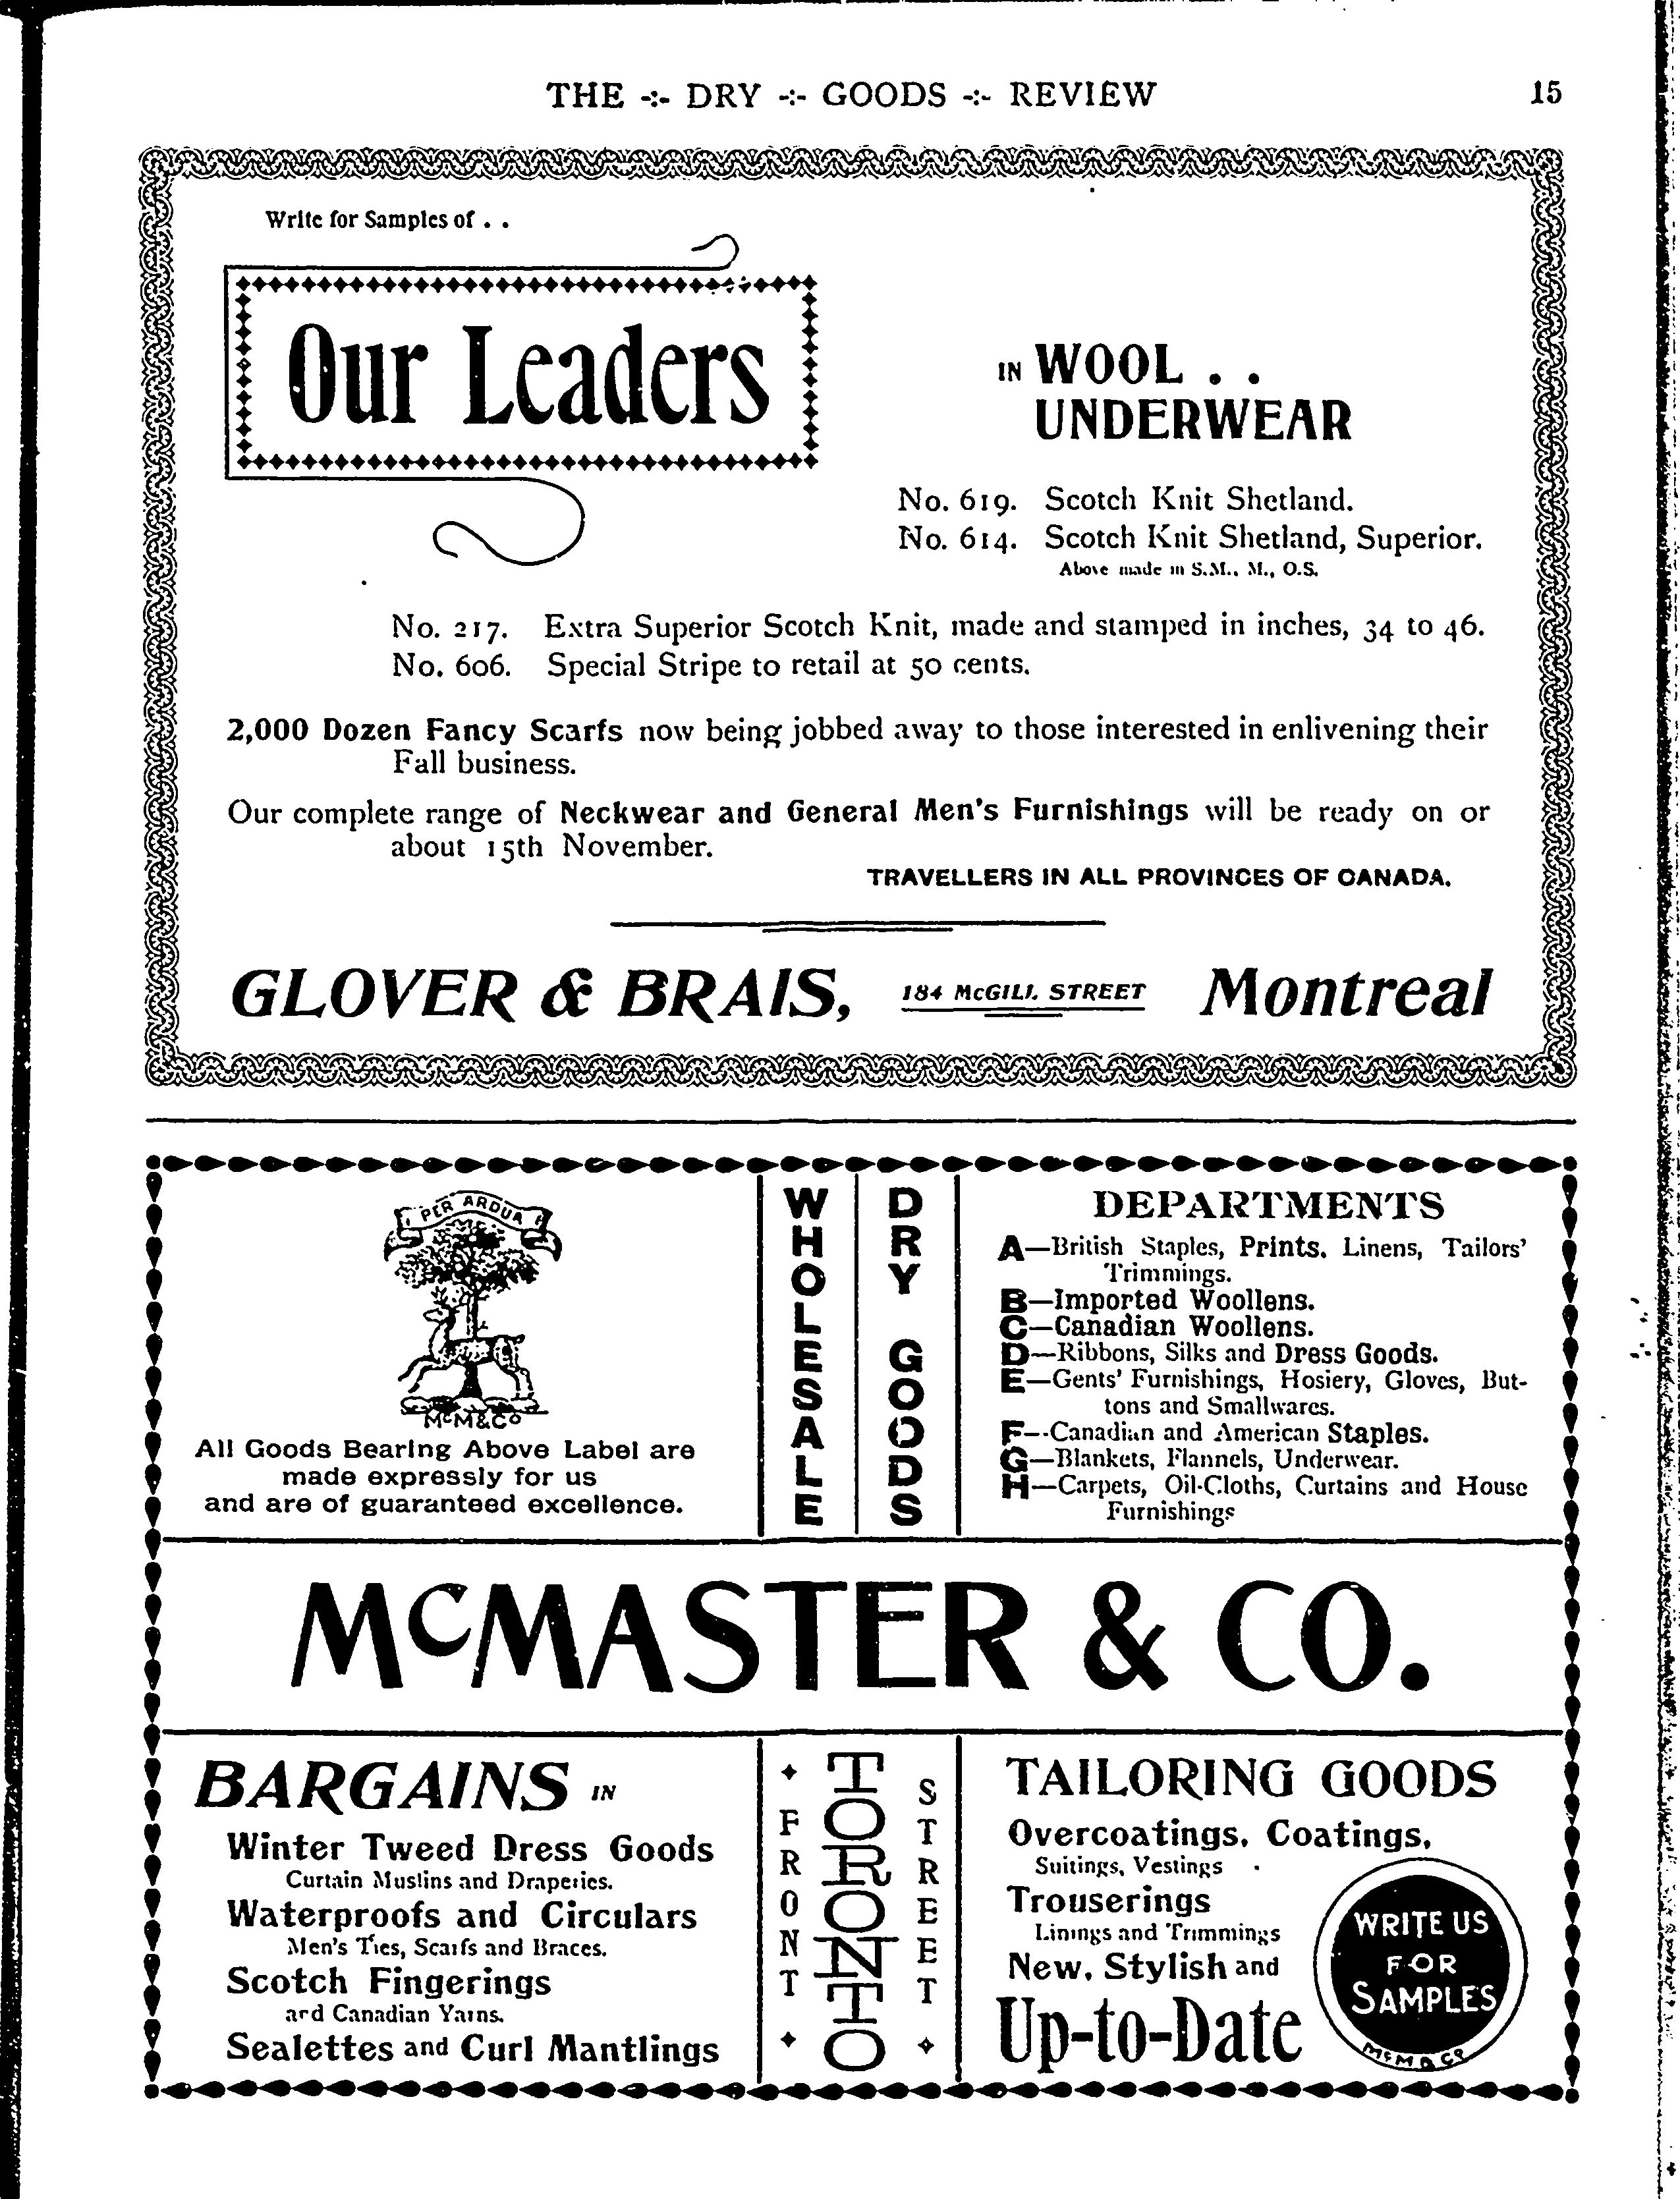 THE -:- DRY -:- GOODS -:- REVIEW
15
Write for Samples of . .
Our Leaders
IN WOOL . .
UNDERWEAR
No. 619. Scotch Knit Shetland.
No. 614. Scotch Knit Shetland, Superior.
Above made in S.M., M., O.S.
No. 217. Extra Superior Scotch Knit, made and stamped in inches, 34 to 46.
No. 606. Special Stripe to retail at 50 cents.
2,000 Dozen Fancy Scarfs now being jobbed away to those interested in enlivening their
Fall business.
Our complete range of Neckwear and General Men's Furnishings will be ready on or
about 15th November.
TRAVELLERS IN ALL PROVINCES OF CANADA.
GLOVER & BRAIS, 184 McGILL STREET Montreal
PER ARDUA
McM&Co
All Goods Bearing Above Label are
made expressly for us
and are of guaranteed excellence.
WHOLESALE
DRY GOODS
DEPARTMENTS
A—British Staples, Prints. Linens, Tailors'
Trimmings.
B—Imported Woollens.
C—Canadian Woollens.
D—Ribbons, Silks and Dress Goods.
E—Gents' Furnishings, Hosiery, Gloves, But-
tons and Smallwares.
F—Canadian and American Staples.
G—Blankets, Flannels, Underwear.
H—Carpets, Oil-Cloths, Curtains and House
Furnishings
McMASTER & CO.
BARGAINS IN
Winter Tweed Dress Goods
Curtain Muslins and Draperies.
Waterproofs and Circulars
Men's Ties, Scarfs and Braces.
Scotch Fingerings
and Canadian Yarns.
Sealettes and Curl Mantlings
FRONT
TORONTO
STREET
TAILORING GOODS
Overcoatings. Coatings,
Suitings, Vestings
Trouserings
Linings and Trimmings
New, Stylish and
Up-to-Date
WRITE US
FOR
SAMPLES
McM & Co